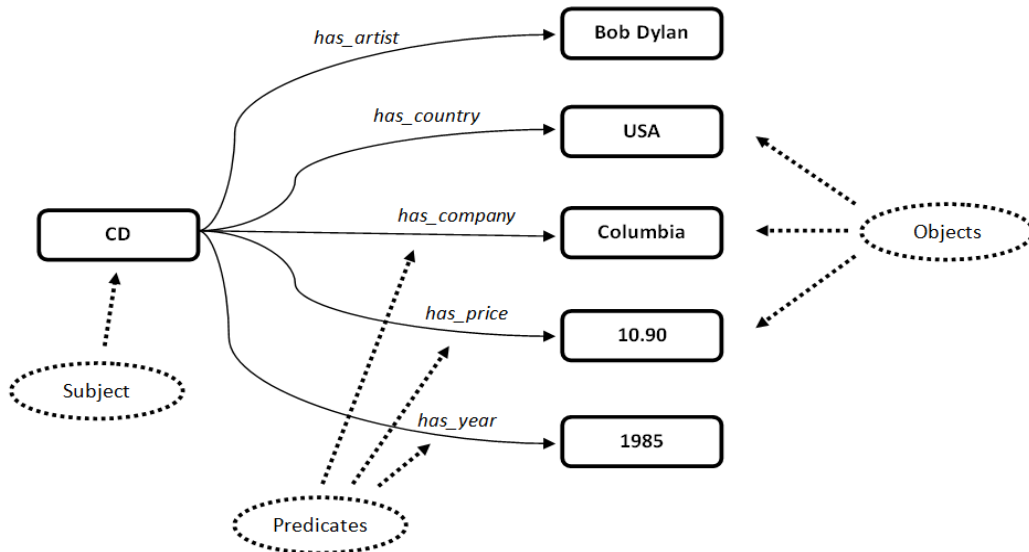 has_artist
Bob Dylan
has_country
USA
CD
has_company
Columbia
Objects
has_price
10.90
Subject
has_year
1985
Predicates